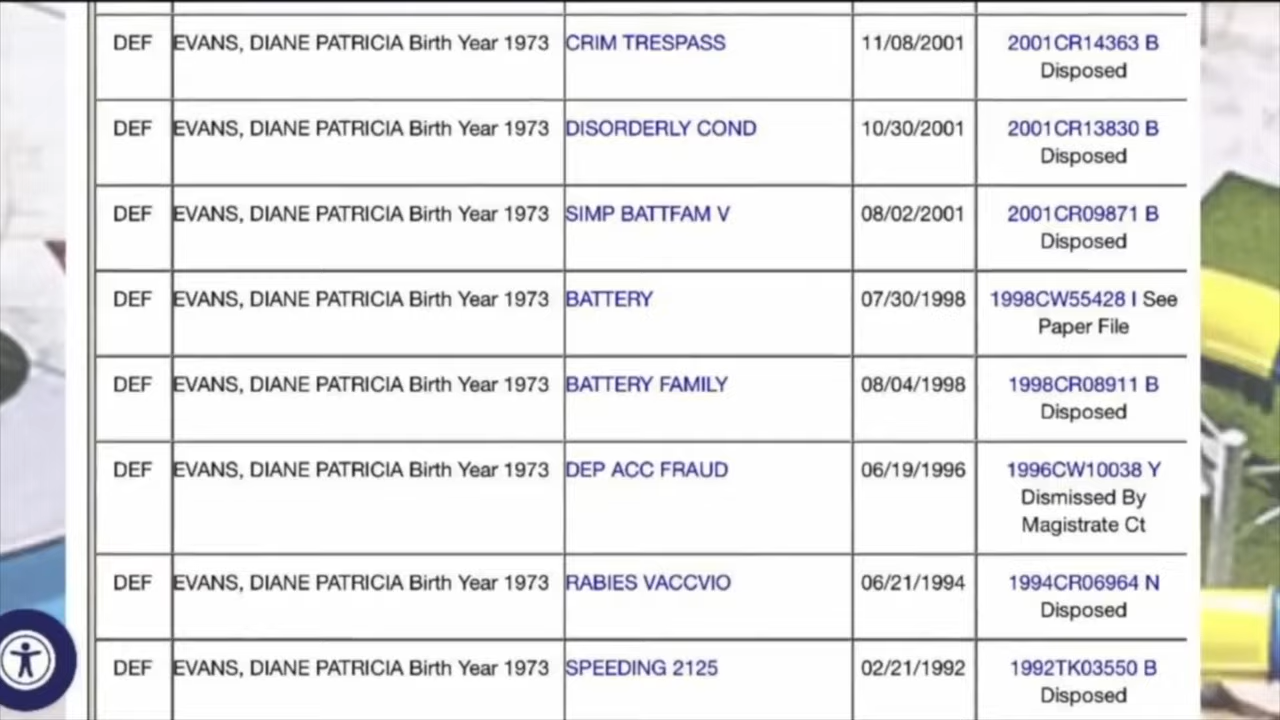 DEF EVANS, DIANE PATRICIA Birth Year 1973 CRIM TRESPASS 11/08/2001 2001CR14363 B
Disposed
DEF EVANS, DIANE PATRICIA Birth Year 1973 DISORDERLY COND 10/30/2001 2001CR13830 B
Disposed
DEF EVANS, DIANE PATRICIA Birth Year 1973 SIMP BATTFAM V 08/02/2001 2001CR09871 B
Disposed
DEF EVANS, DIANE PATRICIA Birth Year 1973 BATTERY 07/30/1998 1998CW55428 I See
Paper File
DEF EVANS, DIANE PATRICIA Birth Year 1973 BATTERY FAMILY 08/04/1998 1998CR08911 B
Disposed
DEF EVANS, DIANE PATRICIA Birth Year 1973 DEP ACC FRAUD 06/19/1996 1996CW10038 Y
Dismissed By
Magistrate Ct
DEF EVANS, DIANE PATRICIA Birth Year 1973 RABIES VACCVIO 06/21/1994 1994CR06964 N
Disposed
DEF EVANS, DIANE PATRICIA Birth Year 1973 SPEEDING 2125 02/21/1992 1992TK03550 B
Disposed